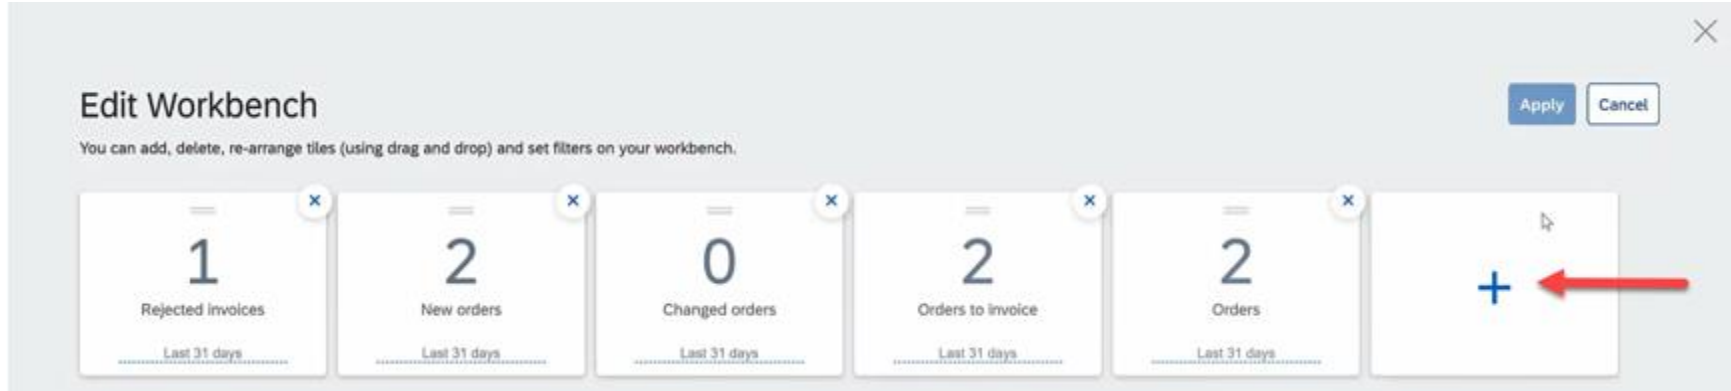 Edit Workbench
Apply
Cancel
You can add, delete, re-arrange tiles (using drag and drop) and set filters on your workbench.
1
Rejected invoices
Last 31 days
2
New orders
Last 31 days
0
Changed orders
Last 31 days
2
Orders to invoice
Last 31 days
2
Orders
Last 31 days